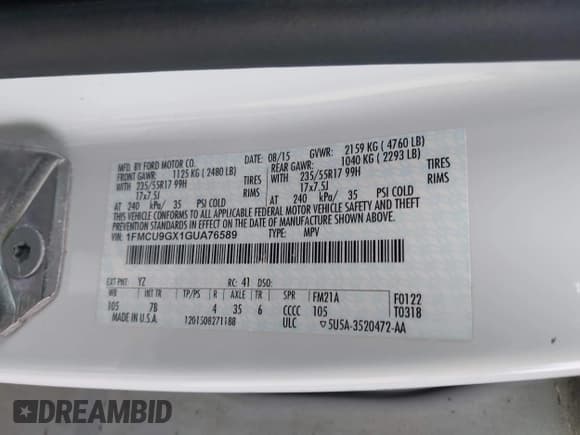 MFD. BY FORD MOTOR CO.
DATE: 08/15 GVWR: 2159 KG ( 4760 LB)
FRONT GAWR: 1125 KG ( 2480 LB) REAR GAWR: 1040 KG ( 2293 LB)
WITH 235/55R17 99H TIRES WITH 235/55R17 99H TIRES
17x7.5J RIMS 17x7.5J RIMS
AT 240 kPa/ 35 PSI COLD AT 240 kPa/ 35 PSI COLD
THIS VEHICLE CONFORMS TO ALL APPLICABLE FEDERAL MOTOR VEHICLE SAFETY AND THEFT
PREVENTION STANDARDS IN EFFECT ON THE DATE OF MANUFACTURE SHOWN ABOVE.
VIN: 1FMCU9GX1GUA76589 TYPE: MPV
EXT PNT: YZ RC: 41 DSO:
WB INT TR TP/PS R AXLE TR SPR FM21A F0122
105 7B 4 35 6 CCCC 105 T0318
MADE IN U.S.A. 1201508271188 ULC 5U5A-3520472-AA
DREAMBID